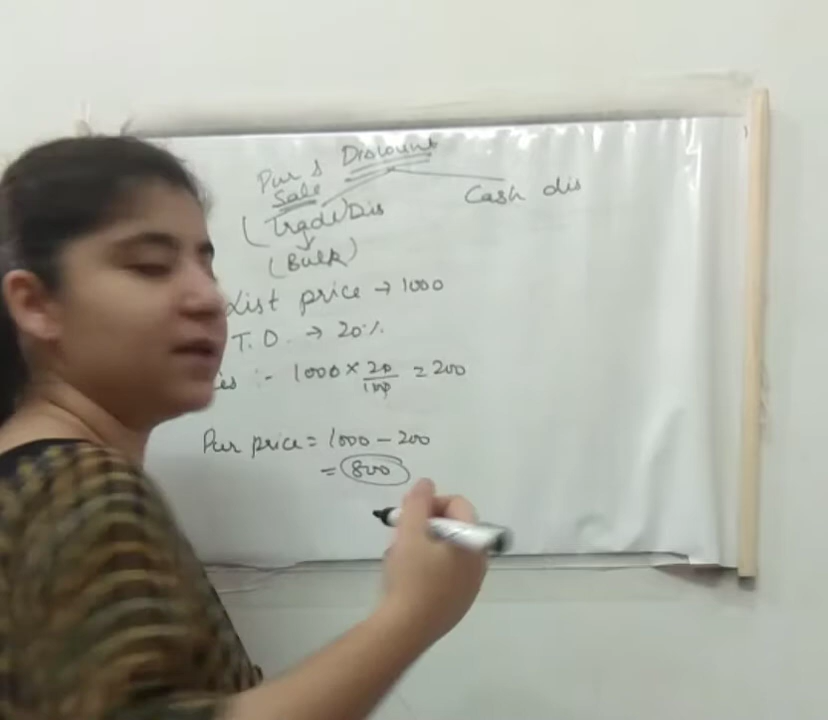 Discount
Pur &
Sale
(Trade) Dis
Cash dis
(Bulk)
List price → 1000
T.D. → 20%
is :- 1000 × 20/100 = 200
Pur price = 1000 - 200
= 800